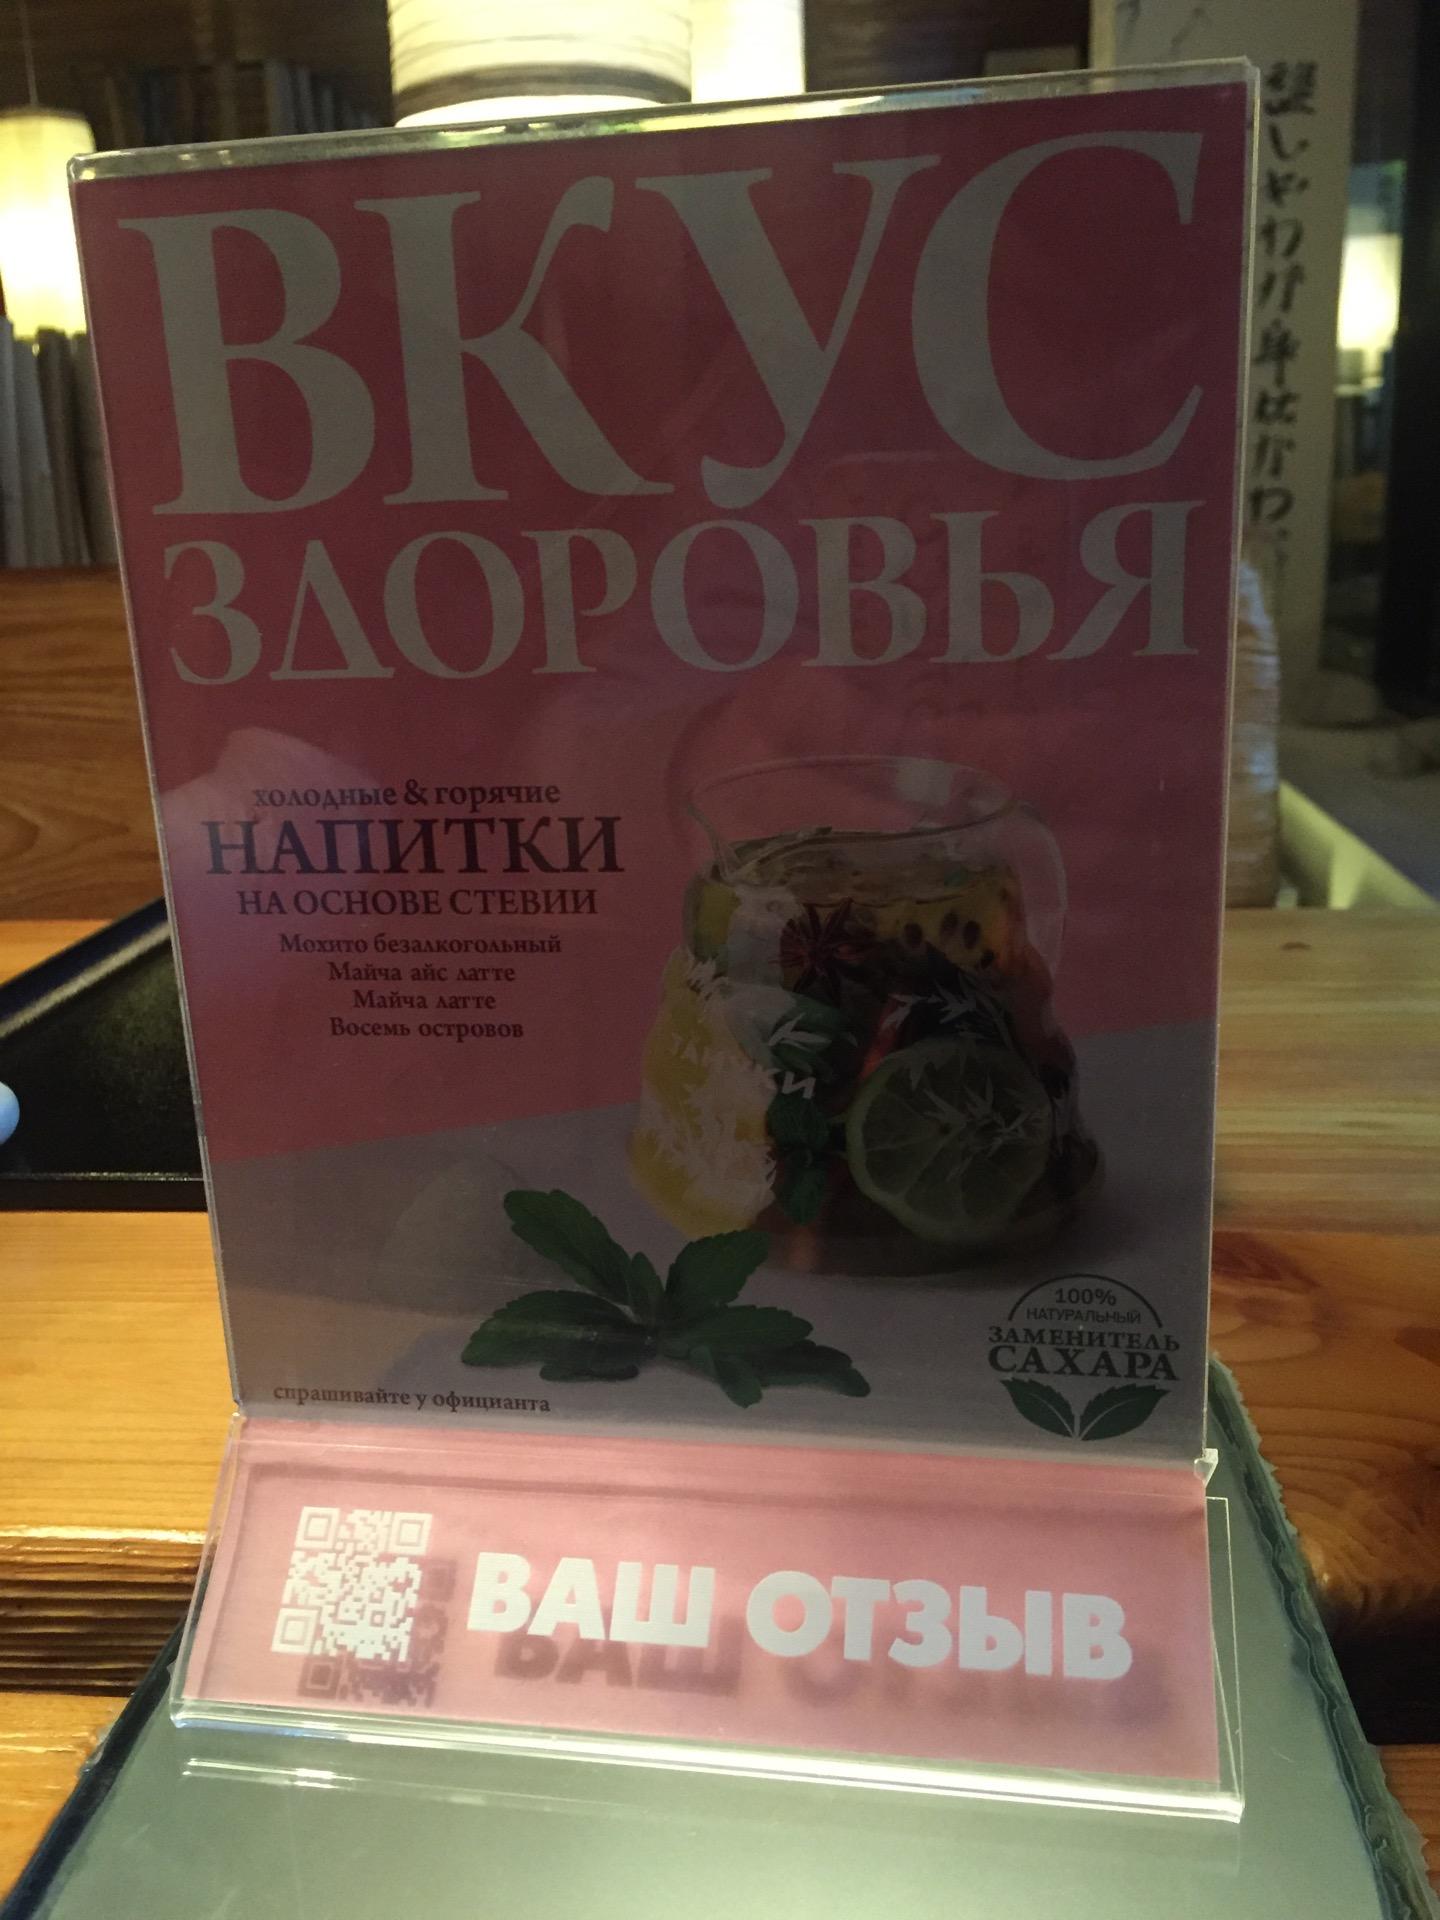 ВКУС
ЗДОРОВЬЯ
холодные & горячие
НАПИТКИ
НА ОСНОВЕ СТЕВИИ
Мохито безалкогольный
Майча айс латте
Майча латте
Восемь островов
100%
НАТУРАЛЬНЫЙ
ЗАМЕНИТЕЛЬ
САХАРА
спрашивайте у официанта
ВАШ ОТЗЫВ